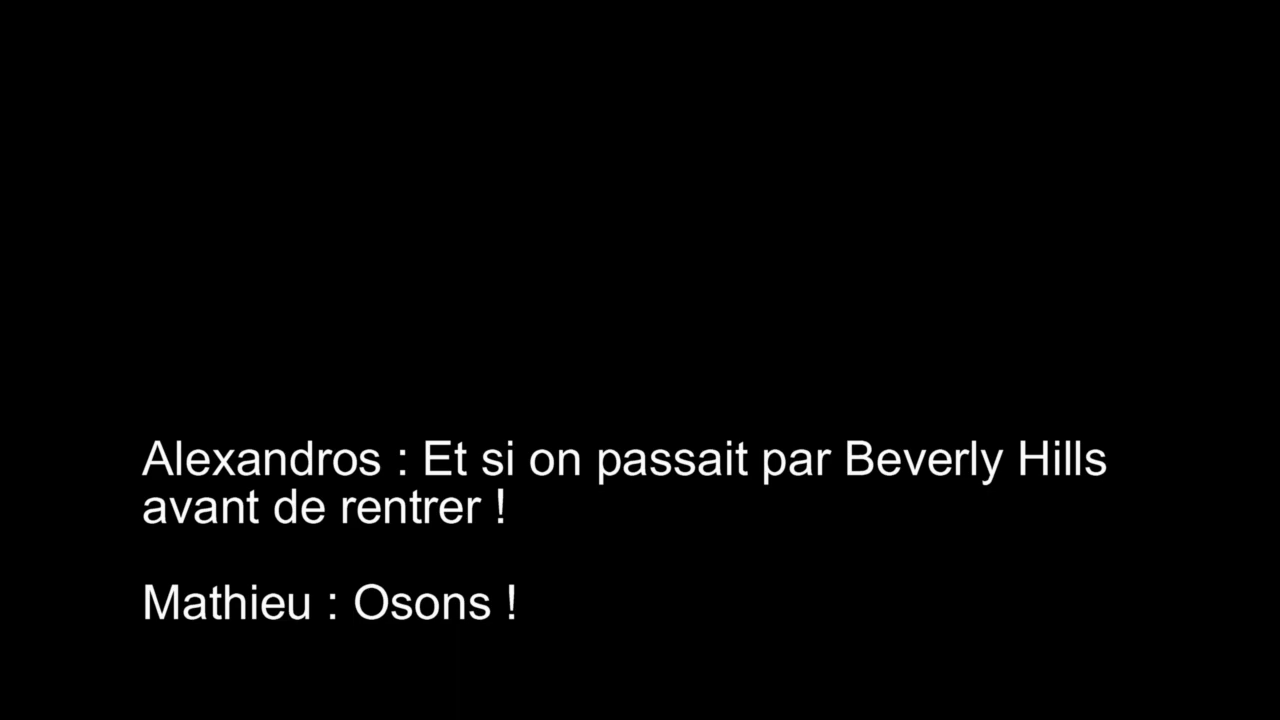 Alexandros : Et si on passait par Beverly Hills
avant de rentrer !
Mathieu : Osons !